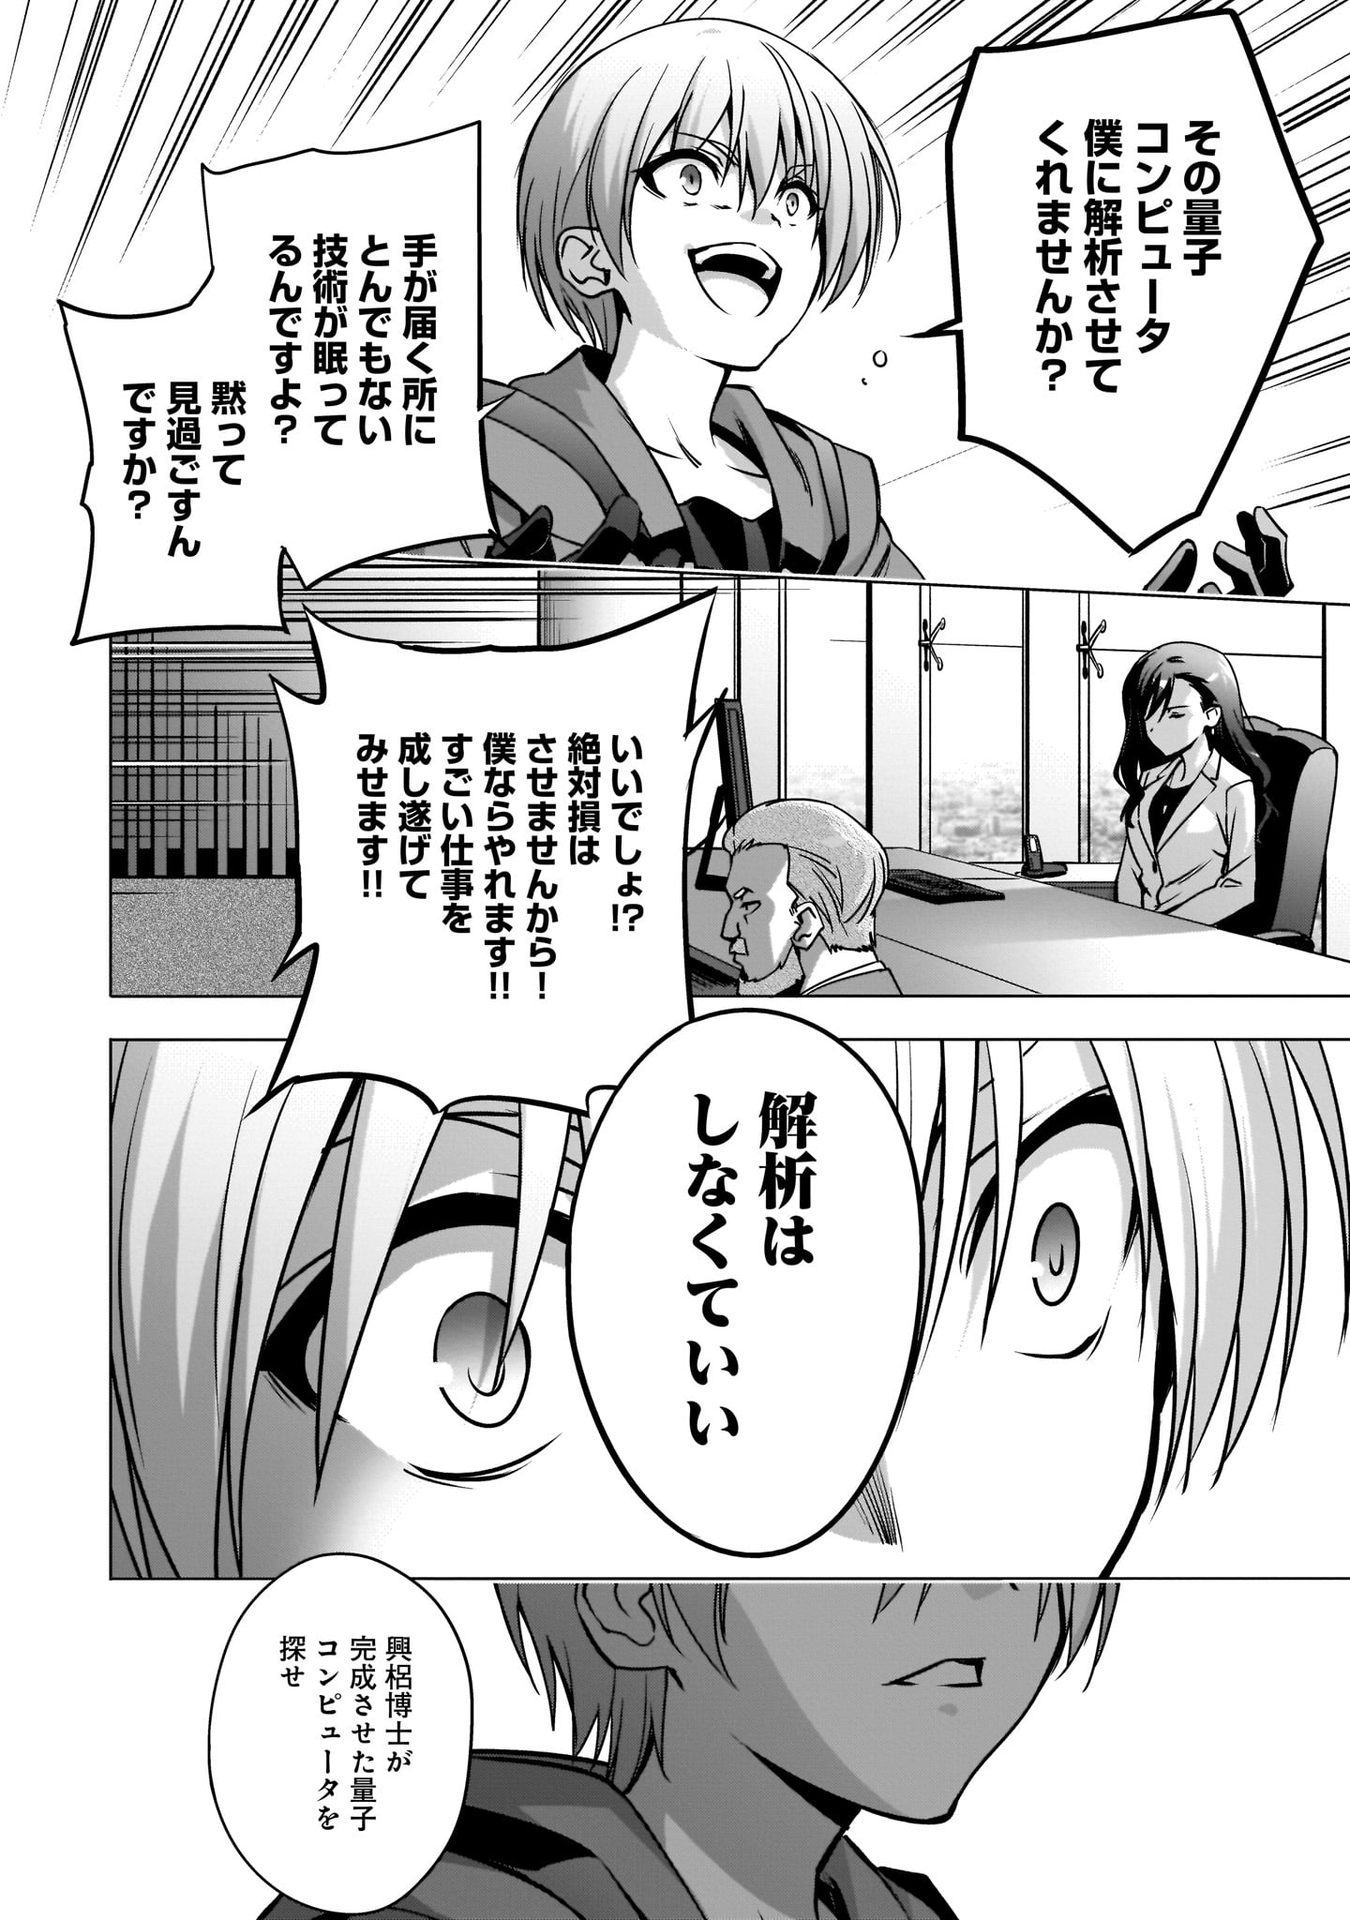 その量子
コンピュータ
僕に解析させて
くれませんか?
手が届く所に
とんでもない
技術が眠って
るんですよ?
黙って
見過ごすん
ですか?
いいでしょ!?
絶対損は
させませんから!
僕ならやれます!!
すごい仕事を
成し遂げて
みせます!!
解析は
しなくていい
興梠博士が
完成させた量子
コンピュータを
探せ